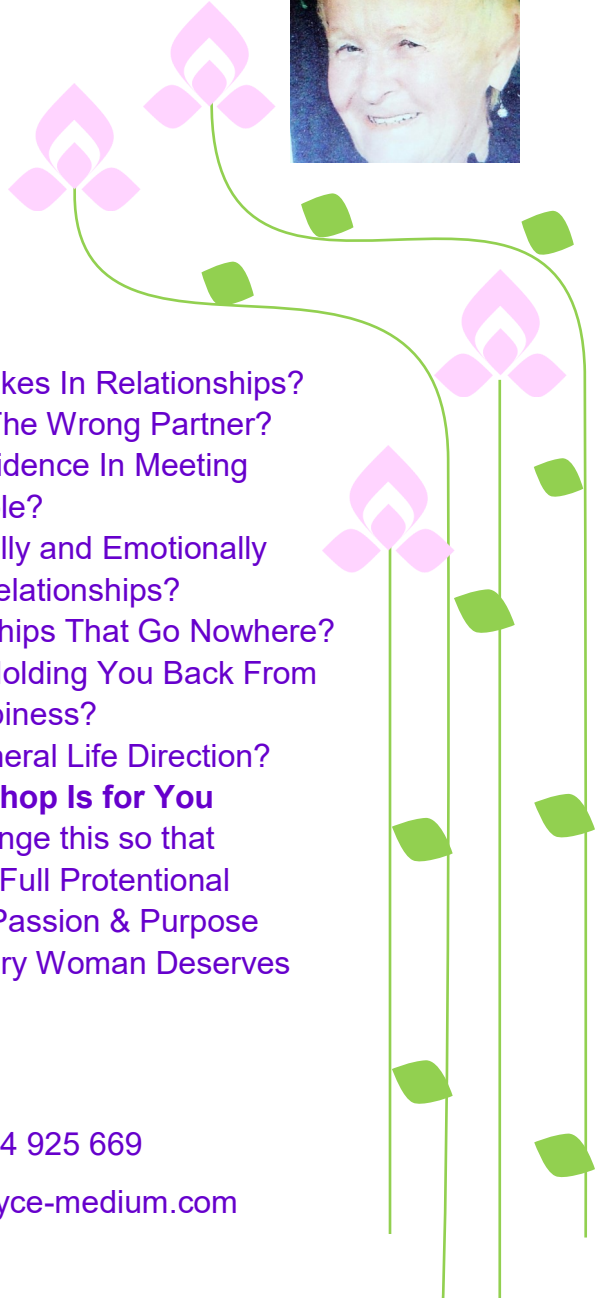 kes In Relationships?
The Wrong Partner?
idence In Meeting
le?
lly and Emotionally
elationships?
hips That Go Nowhere?
olding You Back From
piness?
neral Life Direction?
hop Is for You
nge this so that
Full Protentional
Passion & Purpose
ry Woman Deserves
4 925 669
yce-medium.com